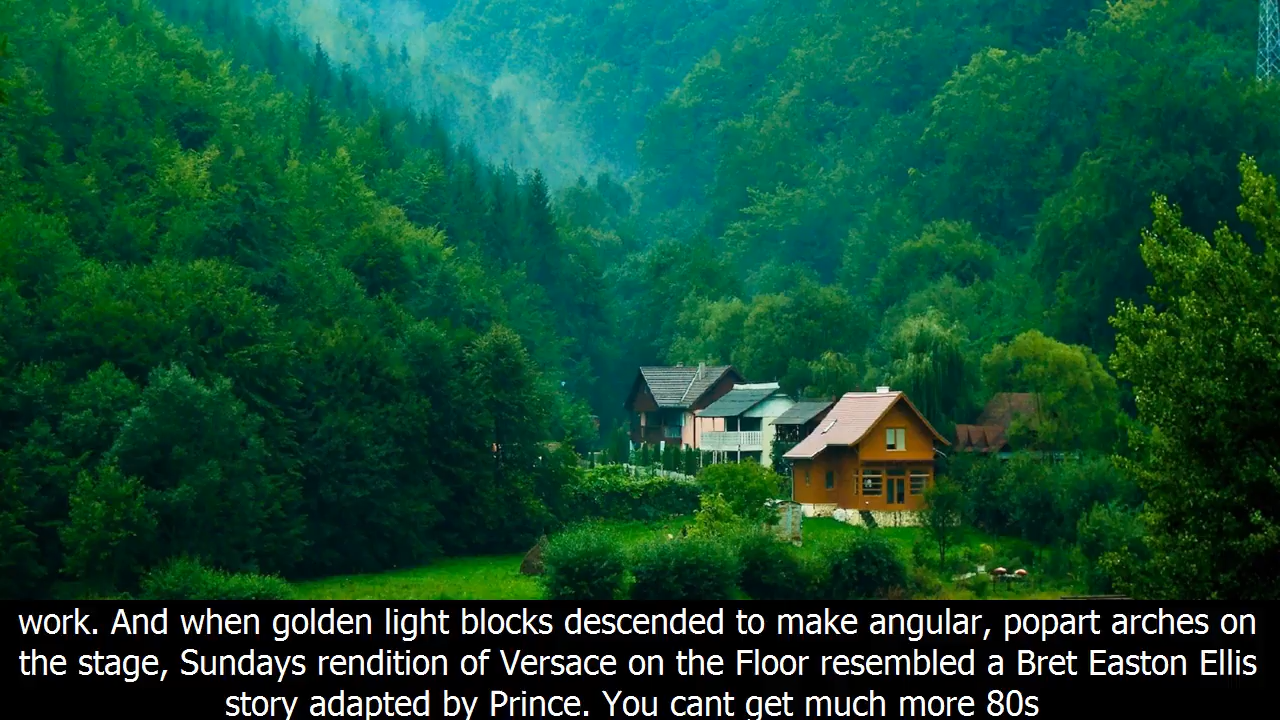 work. And when golden light blocks descended to make angular, popart arches on
the stage, Sundays rendition of Versace on the Floor resembled a Bret Easton Ellis
story adapted by Prince. You cant get much more 80s